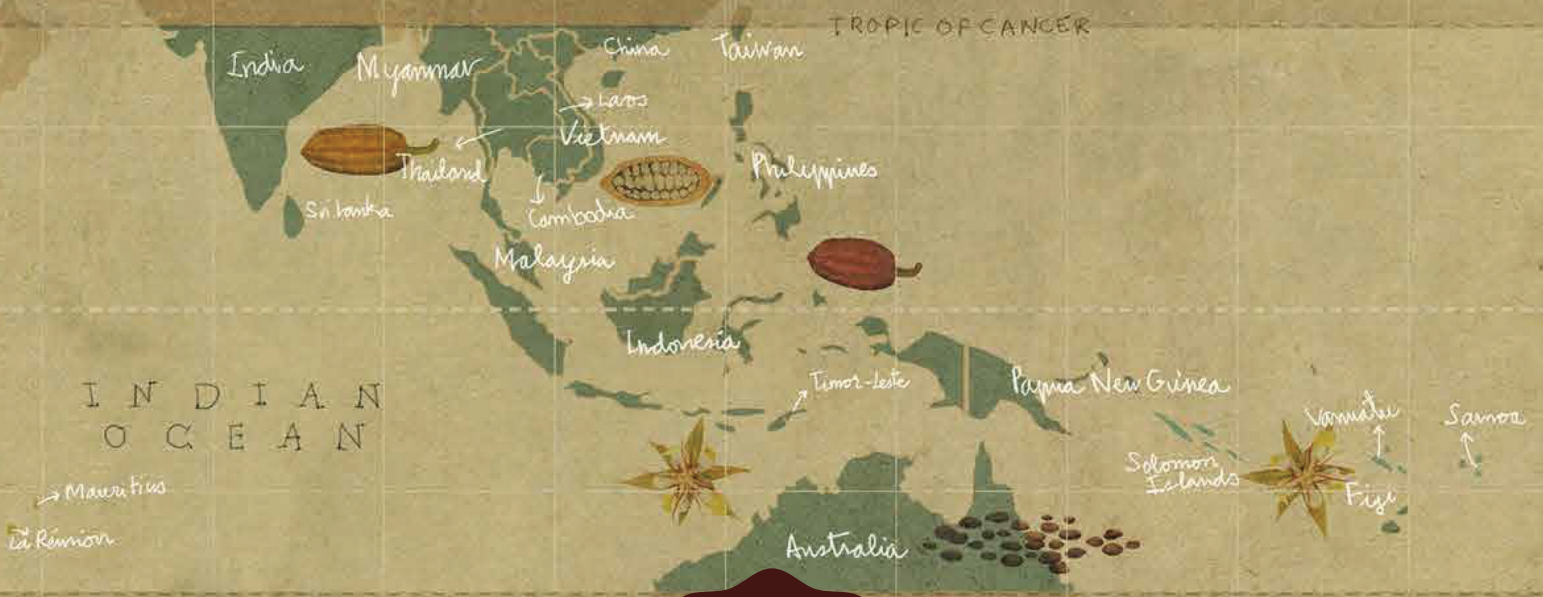 TROPIC OF CANCER
India
Myanmar
China
Taiwan
Laos
Vietnam
Thailand
Philippines
Sri Lanka
Cambodia
Malaysia
Indonesia
Timor-Leste
Papua New Guinea
INDIAN
OCEAN
Vanuatu
Samoa
Solomon
Islands
Mauritius
Fiji
La Réunion
Australia